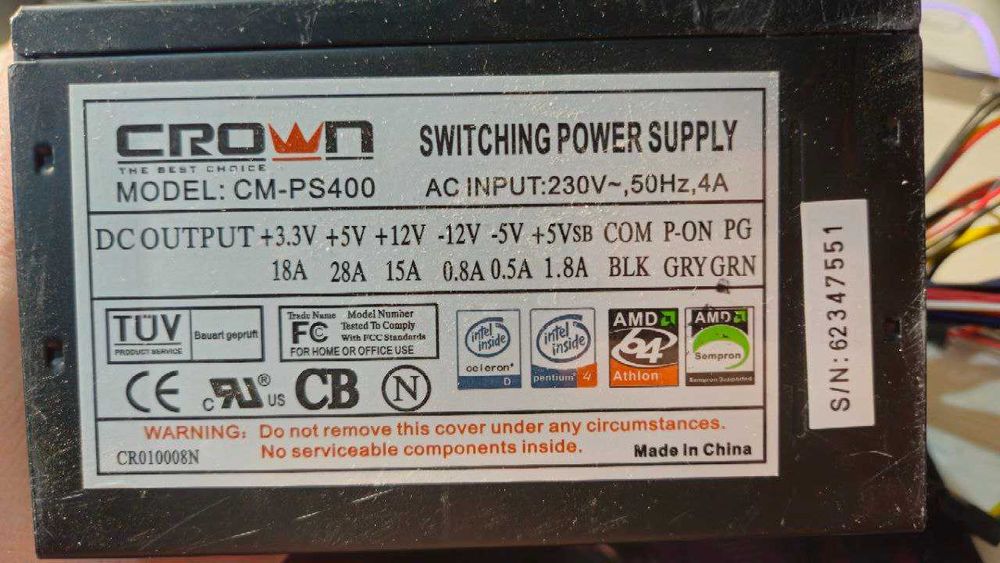 CROWN
THE BEST CHOICE
SWITCHING POWER SUPPLY
MODEL: CM-PS400
AC INPUT:230V~,50Hz,4A
DC OUTPUT +3.3V +5V +12V -12V -5V +5VSB COM P-ON PG
18A 28A 15A 0.8A 0.5A 1.8A BLK GRY GRN
TÜV
PRODUCT SERVICE
Bauart geprüft
FC
Trade Name Model Number
Tested To Comply
With FCC Standards
FOR HOME OR OFFICE USE
intel inside
celeron®
D
intel inside
pentium® 4
AMD
64
Athlon
AMD
Sempron
Sempron Supported
CE
c RU ® US
CB
N
WARNING: Do not remove this cover under any circumstances.
No serviceable components inside.
CR010008N
Made in China
S/N:62347551